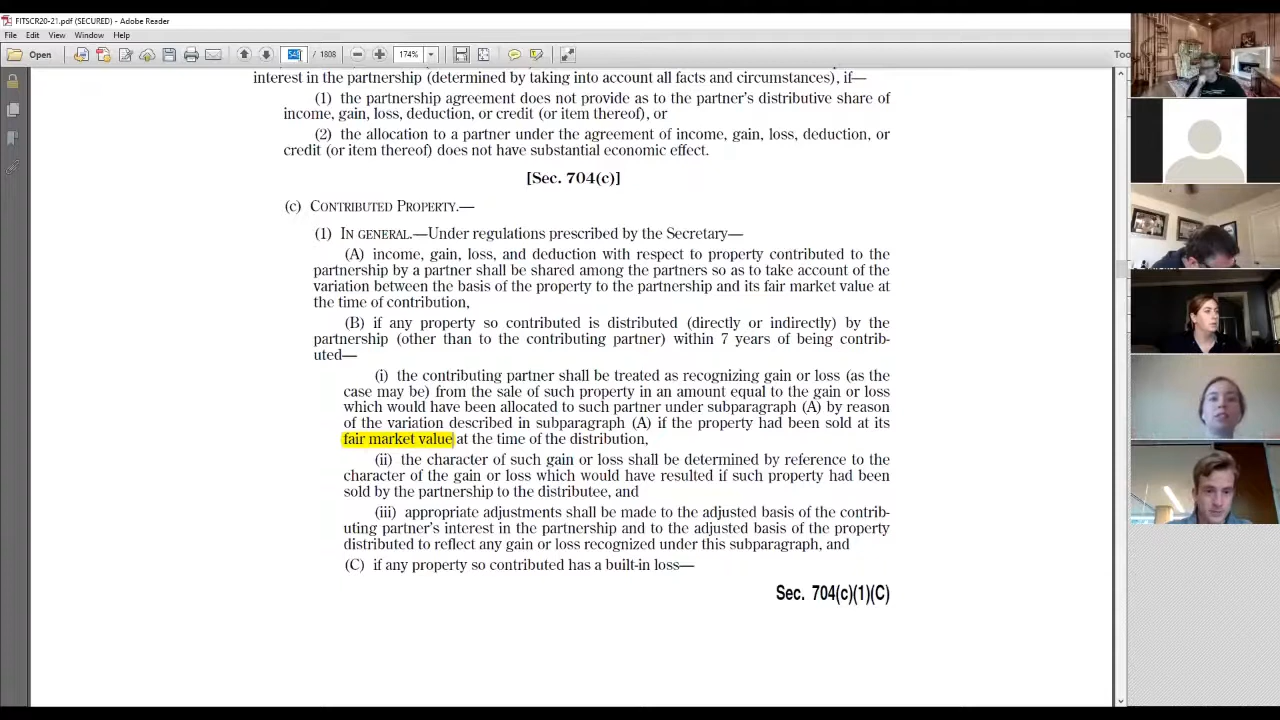 FITSCR20-21.pdf (SECURED) - Adobe Reader
File Edit View Window Help
Open / 1808 174% Too
interest in the partnership (determined by taking into account all facts and circumstances), if—
(1) the partnership agreement does not provide as to the partner's distributive share of
income, gain, loss, deduction, or credit (or item thereof), or
(2) the allocation to a partner under the agreement of income, gain, loss, deduction, or
credit (or item thereof) does not have substantial economic effect.
[Sec. 704(c)]
(c) CONTRIBUTED PROPERTY.—
(1) IN GENERAL.—Under regulations prescribed by the Secretary—
(A) income, gain, loss, and deduction with respect to property contributed to the
partnership by a partner shall be shared among the partners so as to take account of the
variation between the basis of the property to the partnership and its fair market value at
the time of contribution,
(B) if any property so contributed is distributed (directly or indirectly) by the
partnership (other than to the contributing partner) within 7 years of being contrib-
uted—
(i) the contributing partner shall be treated as recognizing gain or loss (as the
case may be) from the sale of such property in an amount equal to the gain or loss
which would have been allocated to such partner under subparagraph (A) by reason
of the variation described in subparagraph (A) if the property had been sold at its
fair market value at the time of the distribution,
(ii) the character of such gain or loss shall be determined by reference to the
character of the gain or loss which would have resulted if such property had been
sold by the partnership to the distributee, and
(iii) appropriate adjustments shall be made to the adjusted basis of the contrib-
uting partner's interest in the partnership and to the adjusted basis of the property
distributed to reflect any gain or loss recognized under this subparagraph, and
(C) if any property so contributed has a built-in loss—
Sec. 704(c)(1)(C)